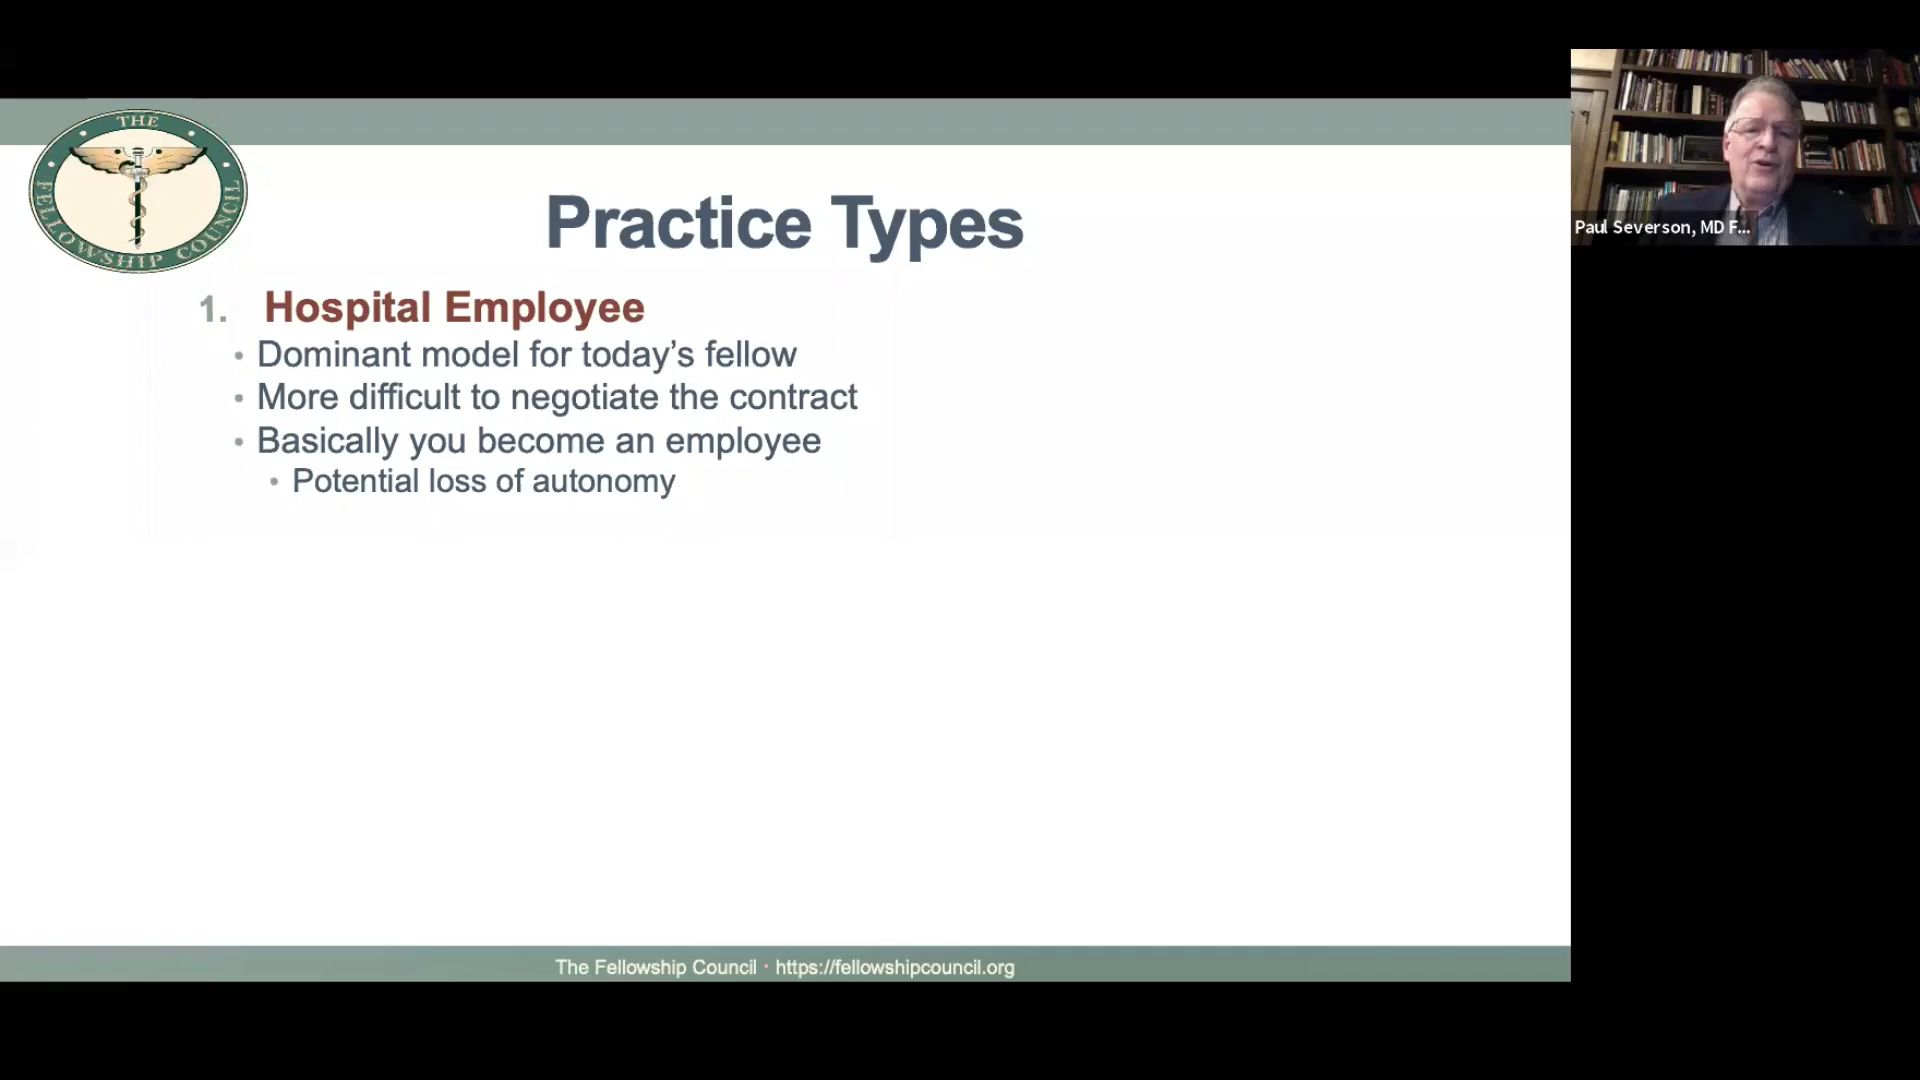 THE
FELLOWSHIP COUNCIL
Practice Types
1. Hospital Employee
• Dominant model for today’s fellow
• More difficult to negotiate the contract
• Basically you become an employee
• Potential loss of autonomy
The Fellowship Council · https://fellowshipcouncil.org
Paul Severson, MD F...